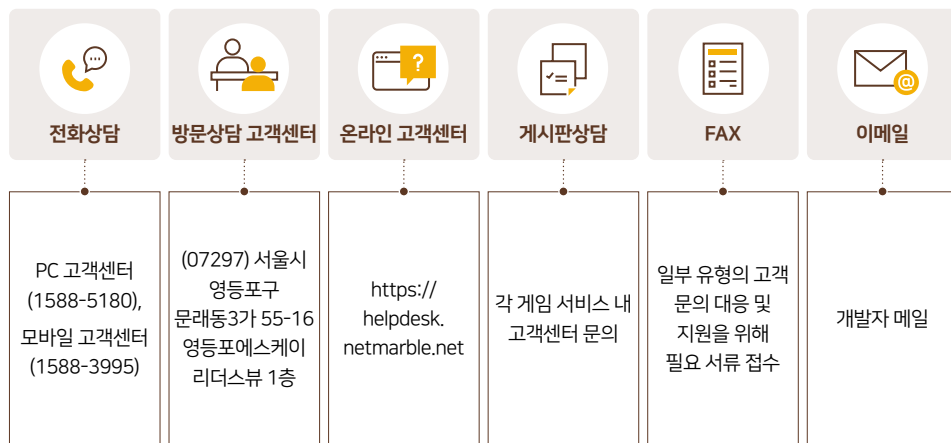 전화상담
방문상담 고객센터
온라인 고객센터
게시판상담
FAX
이메일
PC 고객센터
(1588-5180),
모바일 고객센터
(1588-3995)
(07297) 서울시
영등포구
문래동3가 55-16
영등포에스케이
리더스뷰 1층
https://
helpdesk.
netmarble.net
각 게임 서비스 내
고객센터 문의
일부 유형의 고객
문의 대응 및
지원을 위해
필요 서류 접수
개발자 메일